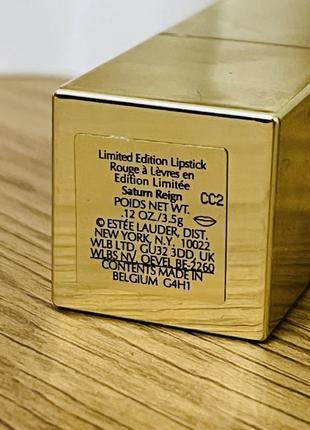 Limited Edition Lipstick
Rouge à Lèvres en
Edition Limitée
Saturn Reign CC2
POIDS NET WT.
.12 OZ./3.5g
© ESTÉE LAUDER, DIST.
NEW YORK, N.Y. 10022
WLB LTD, GU32 3DD, UK
WLBS NV, OEVEL BE-2260
CONTENTS MADE IN
BELGIUM G4H1